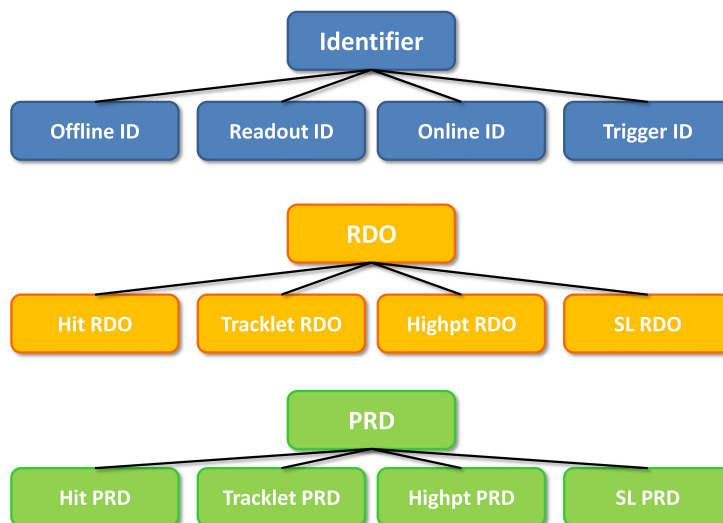 Identifier
Offline ID
Readout ID
Online ID
Trigger ID
RDO
Hit RDO
Tracklet RDO
Highpt RDO
SL RDO
PRD
Hit PRD
Tracklet PRD
Highpt PRD
SL PRD